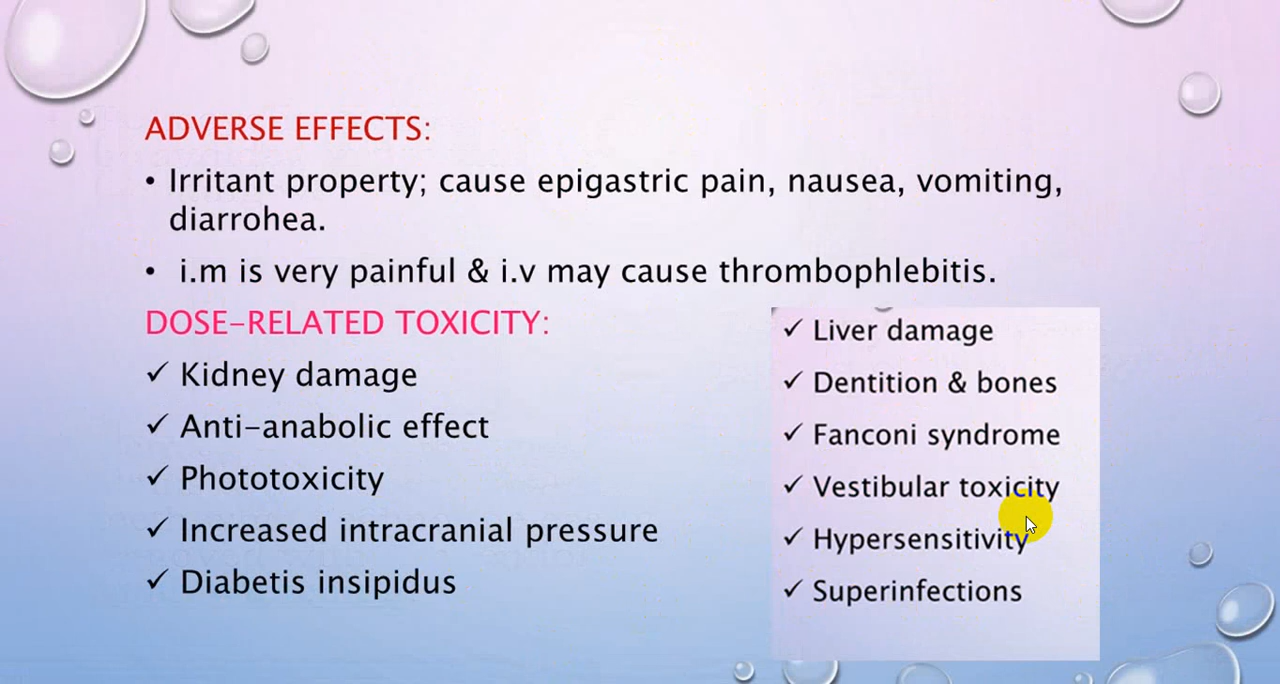 ADVERSE EFFECTS:
• Irritant property; cause epigastric pain, nausea, vomiting,
diarrohea.
• i.m is very painful & i.v may cause thrombophlebitis.
DOSE-RELATED TOXICITY:
✓ Kidney damage
✓ Anti-anabolic effect
✓ Phototoxicity
✓ Increased intracranial pressure
✓ Diabetis insipidus
✓ Liver damage
✓ Dentition & bones
✓ Fanconi syndrome
✓ Vestibular toxicity
✓ Hypersensitivity
✓ Superinfections